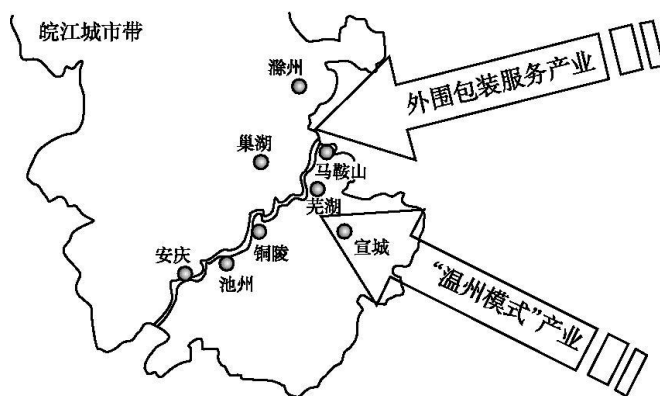 皖江城市带
滁州
外围包装服务产业
巢湖
马鞍山
芜湖
铜陵
宣城
安庆
池州
“温州模式”产业